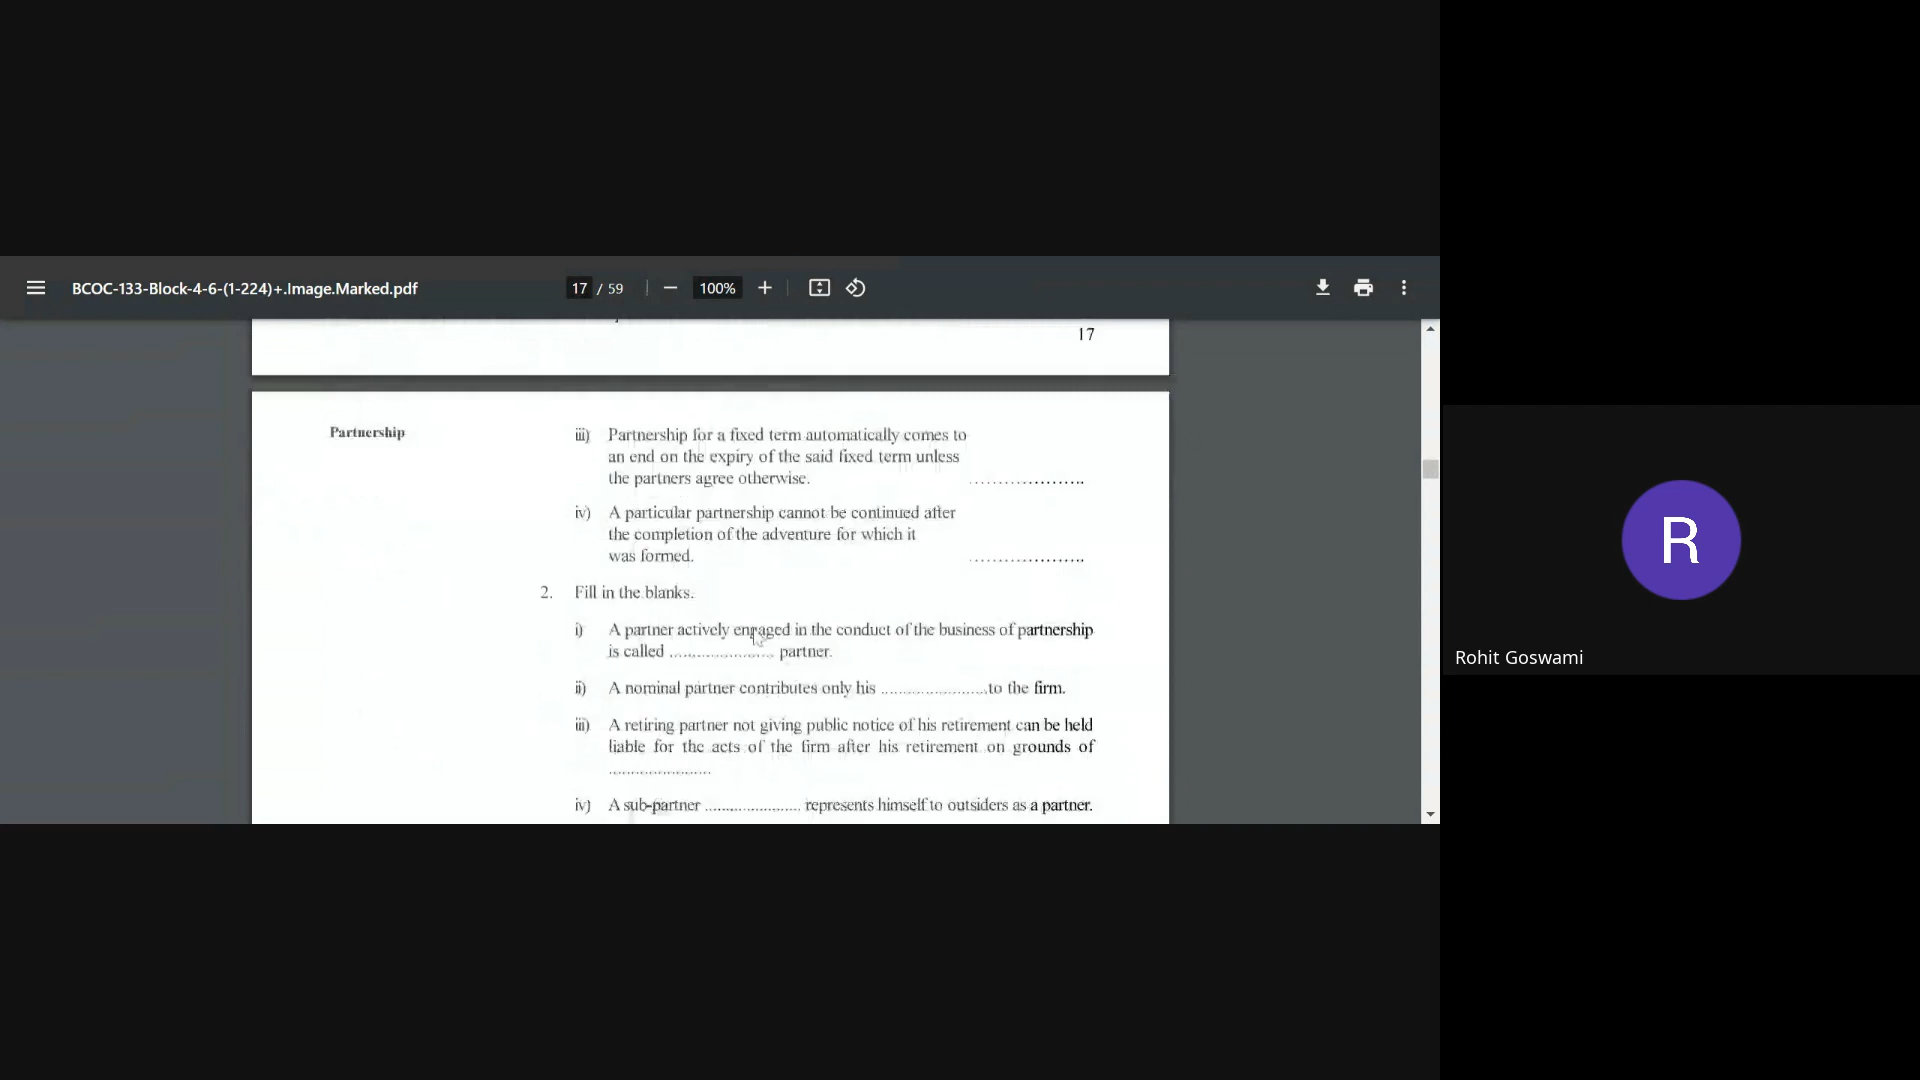 BCOC-133-Block-4-6-(1-224)+.Image.Marked.pdf
17 / 59
100%
17
Partnership
iii) Partnership for a fixed term automatically comes to
an end on the expiry of the said fixed term unless
the partners agree otherwise. .....................
iv) A particular partnership cannot be continued after
the completion of the adventure for which it
was formed. .....................
2. Fill in the blanks.
i) A partner actively engaged in the conduct of the business of partnership
is called ...................... partner.
ii) A nominal partner contributes only his ......................to the firm.
iii) A retiring partner not giving public notice of his retirement can be held
liable for the acts of the firm after his retirement on grounds of
......................
iv) A sub-partner .................... represents himself to outsiders as a partner.
R
Rohit Goswami